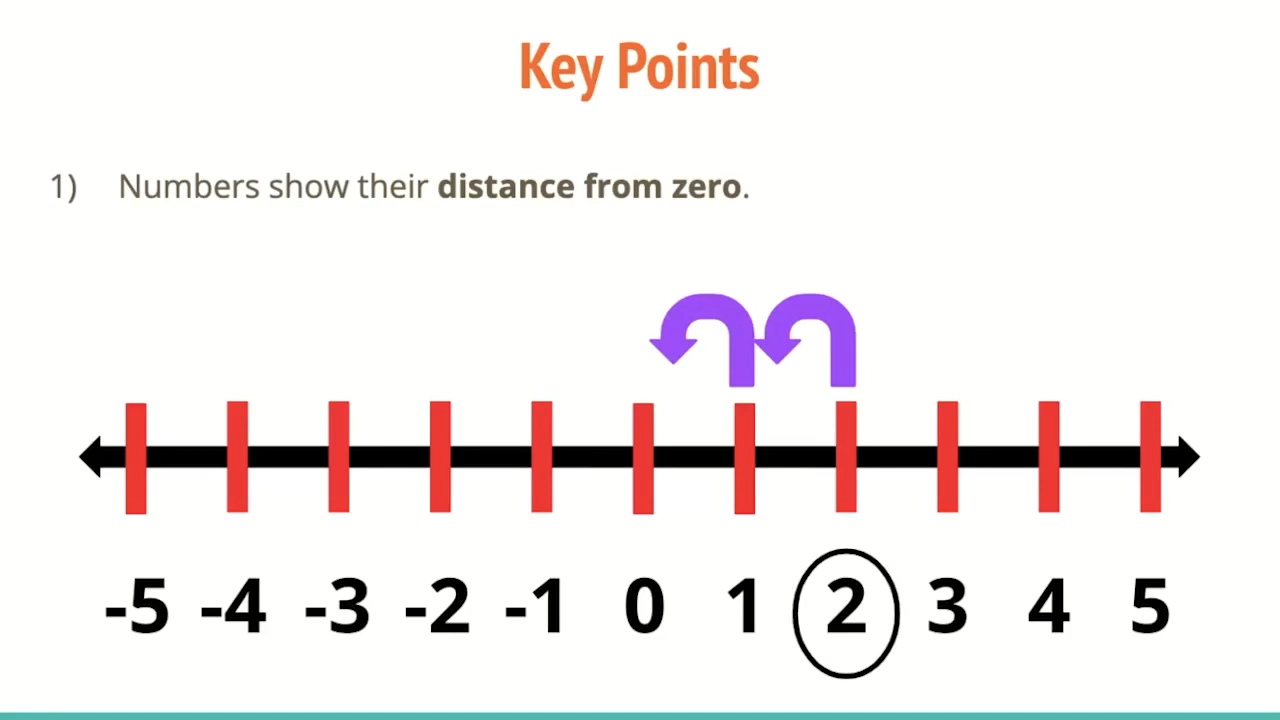 Key Points
1) Numbers show their distance from zero.
-5 -4 -3 -2 -1 0 1 2 3 4 5